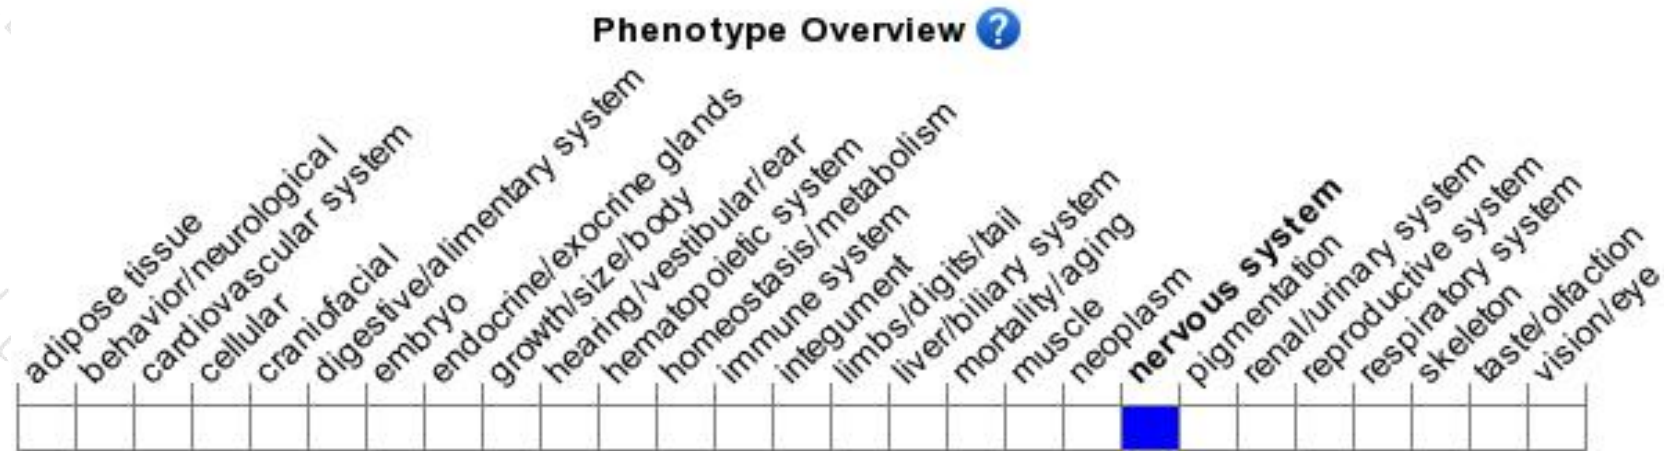 Phenotype Overview ?
adipose tissue
behavior/neurological
cardiovascular system
cellular
craniofacial
digestive/alimentary system
embryo
endocrine/exocrine glands
growth/size/body
hearing/vestibular/ear
hematopoietic system
homeostasis/metabolism
immune system
integument
limbs/digits/tail
liver/biliary system
mortality/aging
muscle
neoplasm
nervous system
pigmentation
renal/urinary system
reproductive system
respiratory system
skeleton
taste/olfaction
vision/eye